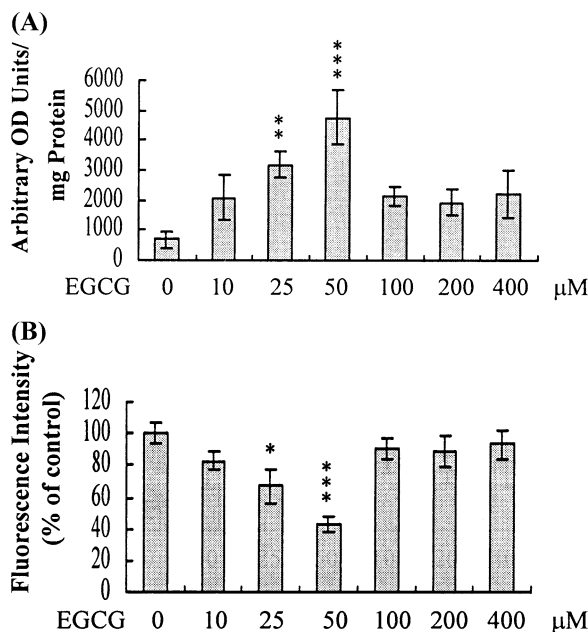 (A)
Arbitrary OD Units/
mg Protein
6000
5000
4000
3000
2000
1000
0
**
***
EGCG 0 10 25 50 100 200 400 μM
(B)
Fluorescence Intensity
(% of control)
120
100
80
60
40
20
0
*
***
EGCG 0 10 25 50 100 200 400 μM